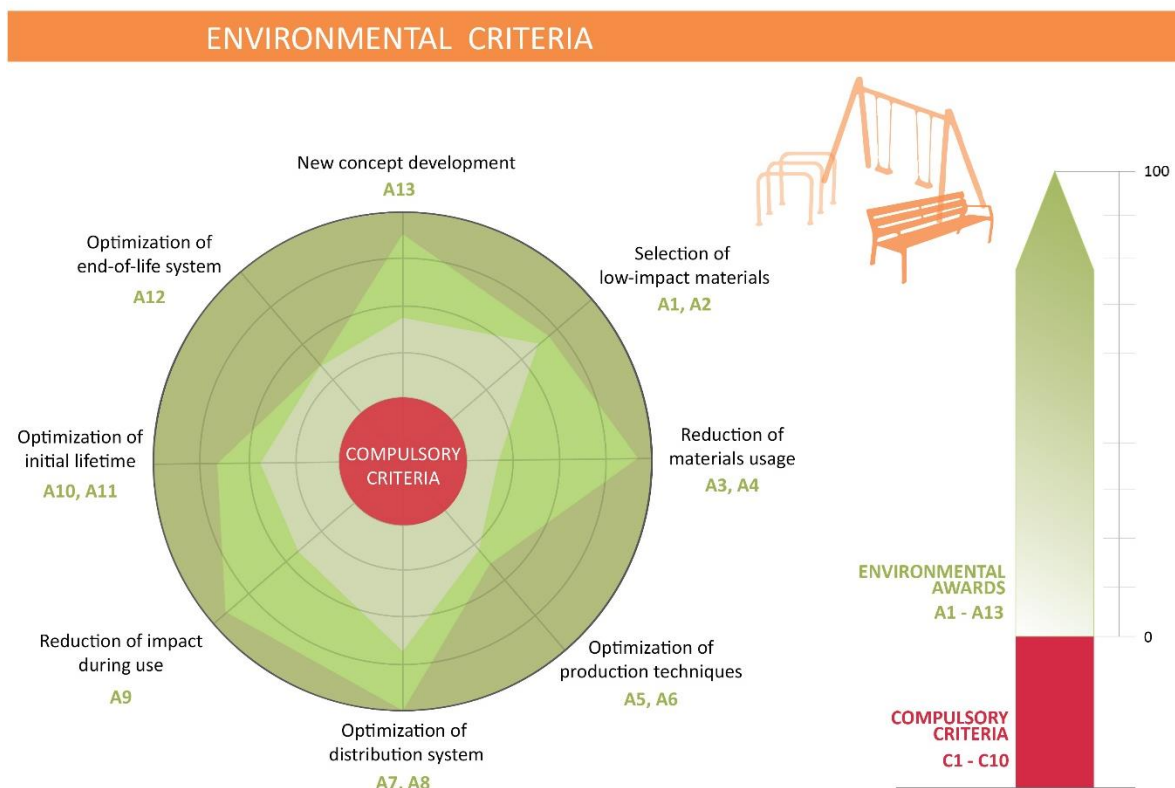 ENVIRONMENTAL CRITERIA
New concept development
A13
Selection of
low-impact materials
A1, A2
Reduction of
materials usage
A3, A4
Optimization of
production techniques
A5, A6
Optimization of
distribution system
A7, A8
Reduction of impact
during use
A9
Optimization of
initial lifetime
A10, A11
Optimization of
end-of-life system
A12
COMPULSORY
CRITERIA
100
ENVIRONMENTAL
AWARDS
A1 - A13
0
COMPULSORY
CRITERIA
C1 - C10